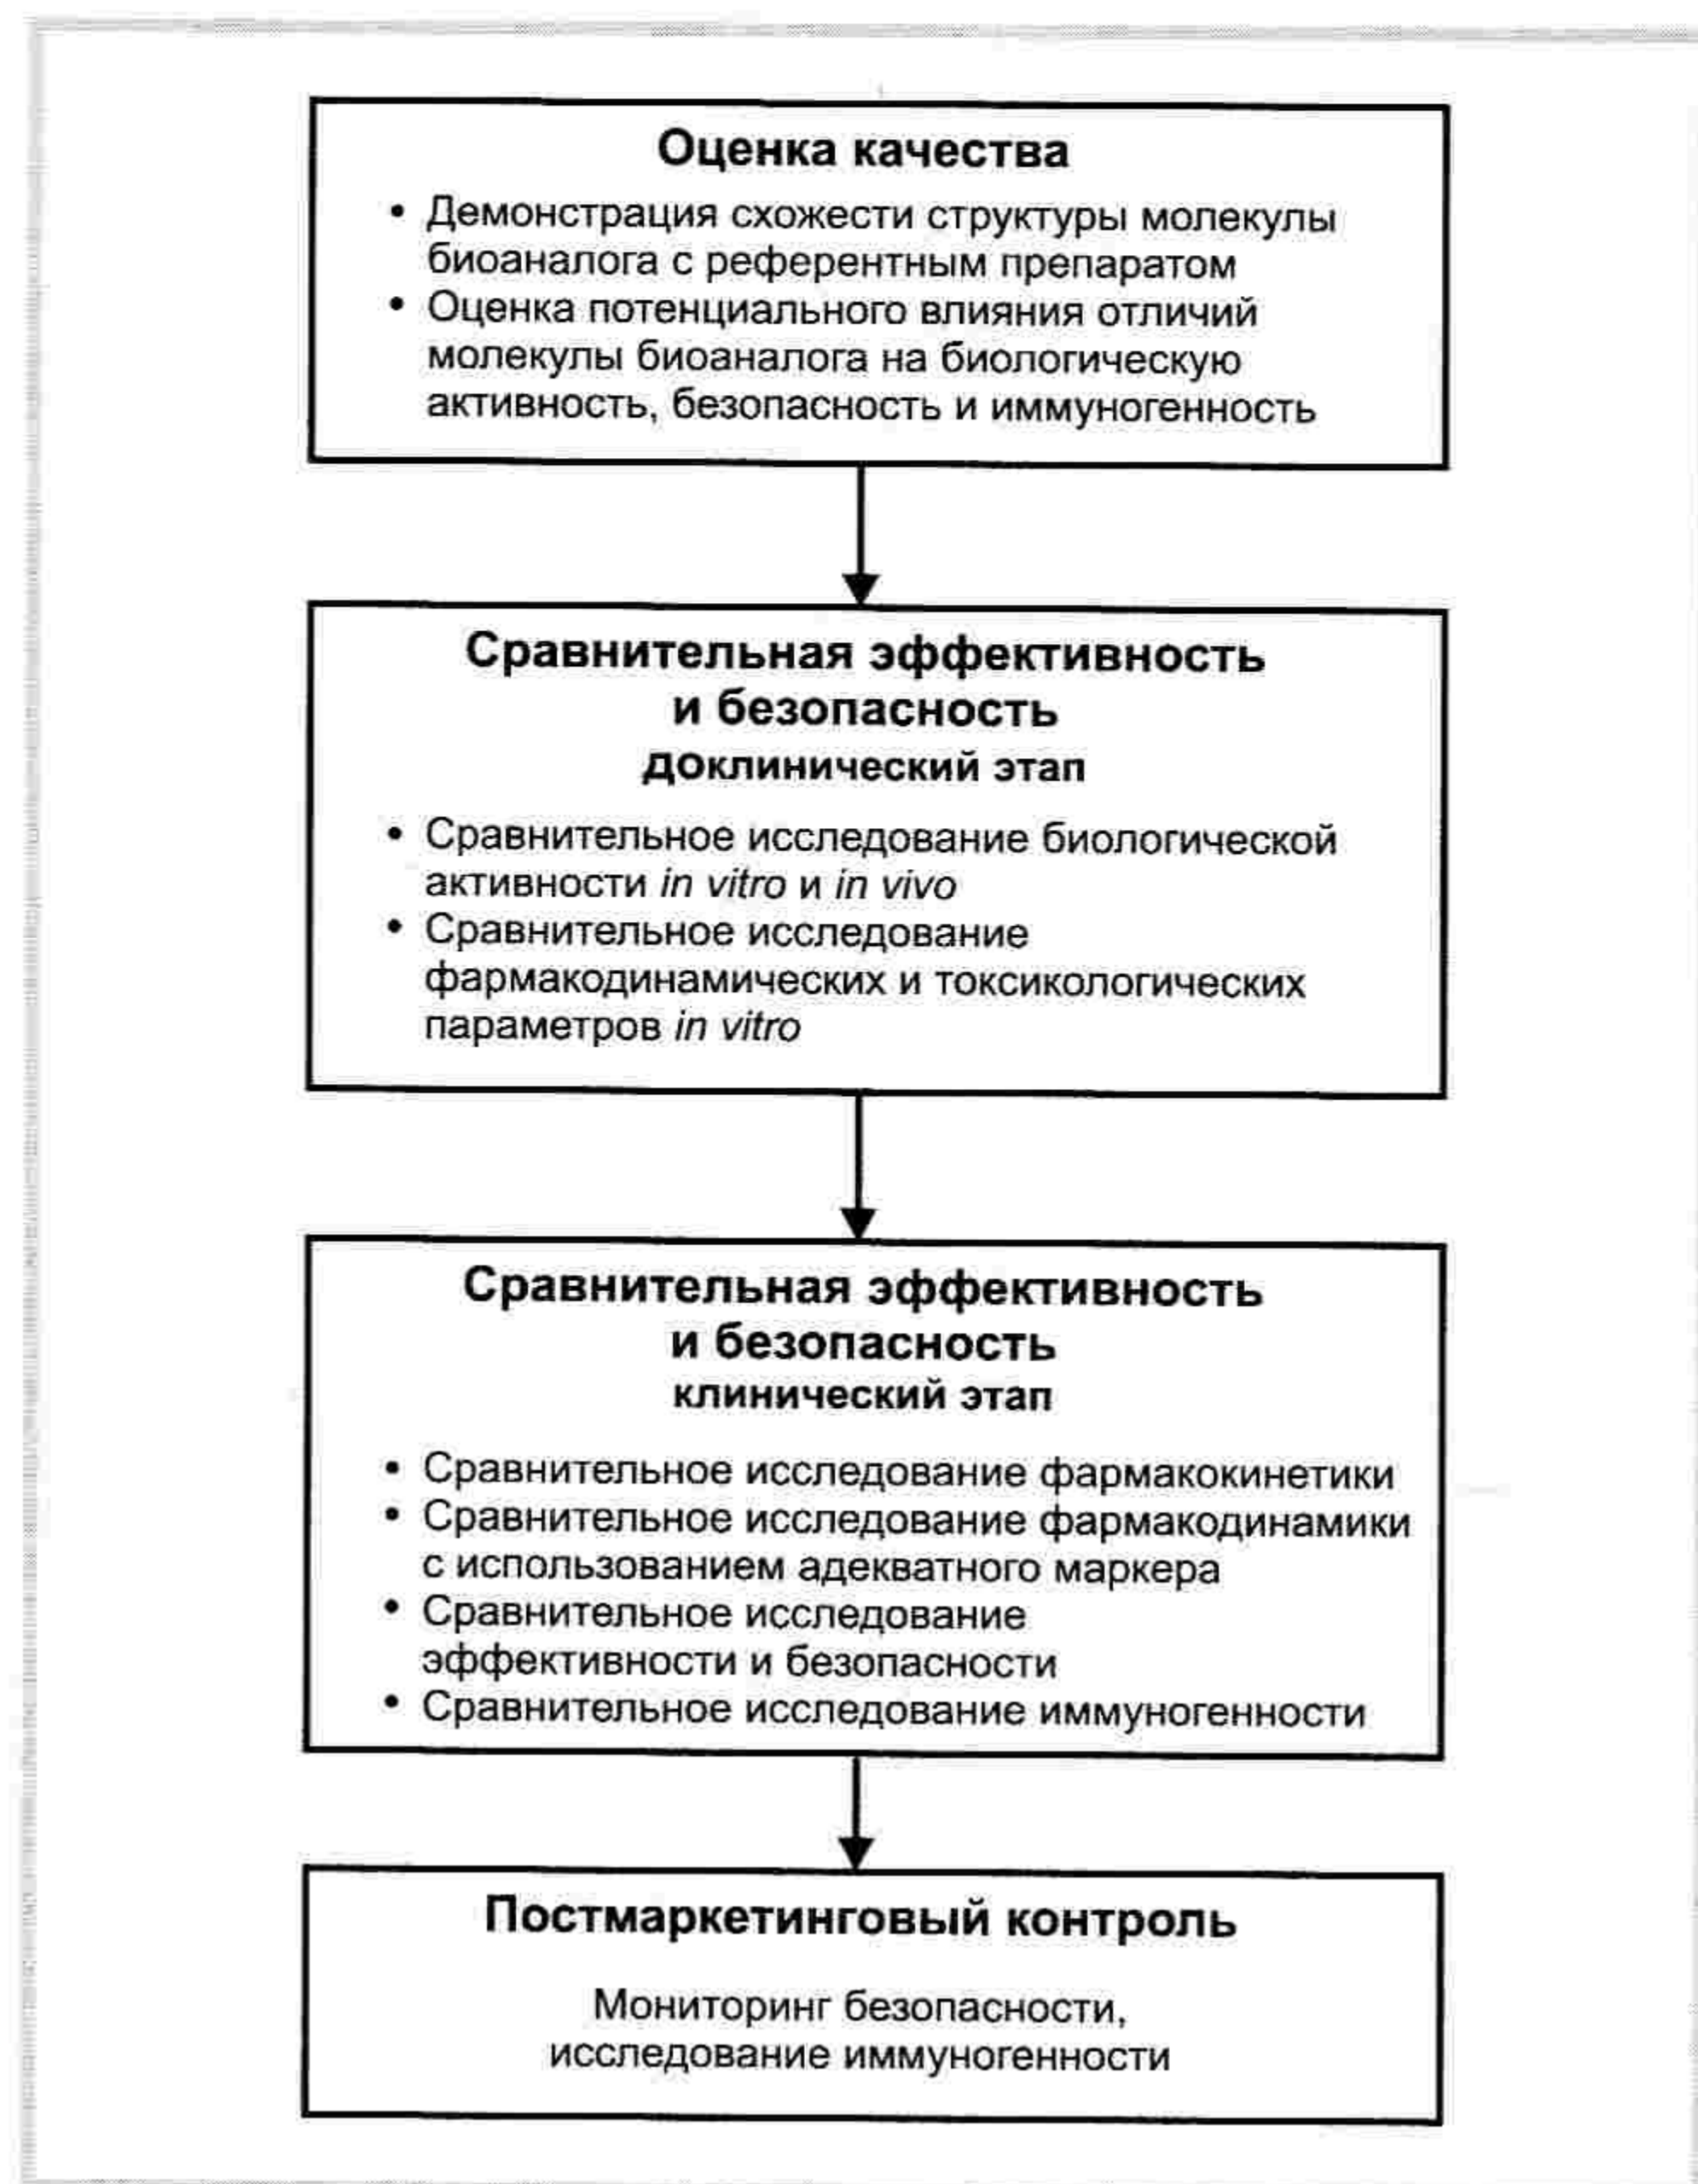 Оценка качества
• Демонстрация схожести структуры молекулы
биоаналога с референтным препаратом
• Оценка потенциального влияния отличий
молекулы биоаналога на биологическую
активность, безопасность и иммуногенность
Сравнительная эффективность
и безопасность
доклинический этап
• Сравнительное исследование биологической
активности in vitro и in vivo
• Сравнительное исследование
фармакодинамических и токсикологических
параметров in vitro
Сравнительная эффективность
и безопасность
клинический этап
• Сравнительное исследование фармакокинетики
• Сравнительное исследование фармакодинамики
с использованием адекватного маркера
• Сравнительное исследование
эффективности и безопасности
• Сравнительное исследование иммуногенности
Постмаркетинговый контроль
Мониторинг безопасности,
исследование иммуногенности